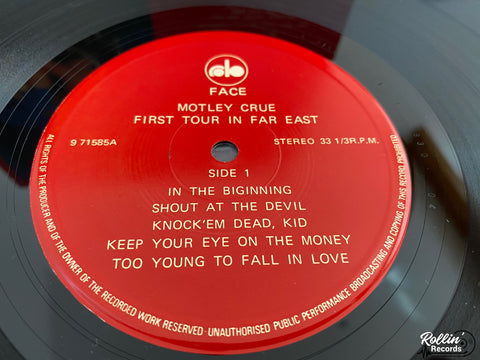 FACE
MOTLEY CRUE
FIRST TOUR IN FAR EAST
9 71585A
STEREO 33 1/3R.P.M.
SIDE 1
IN THE BIGINNING
SHOUT AT THE DEVIL
KNOCK'EM DEAD, KID
KEEP YOUR EYE ON THE MONEY
TOO YOUNG TO FALL IN LOVE
ALL RIGHTS OF THE PRODUCER AND OF THE OWNER OF THE RECORDED WORK RESERVED · UNAUTHORISED PUBLIC PERFORMANCE BROADCASTING AND COPYING OF THIS RECORD PROHIBITED
Rollin'
Records